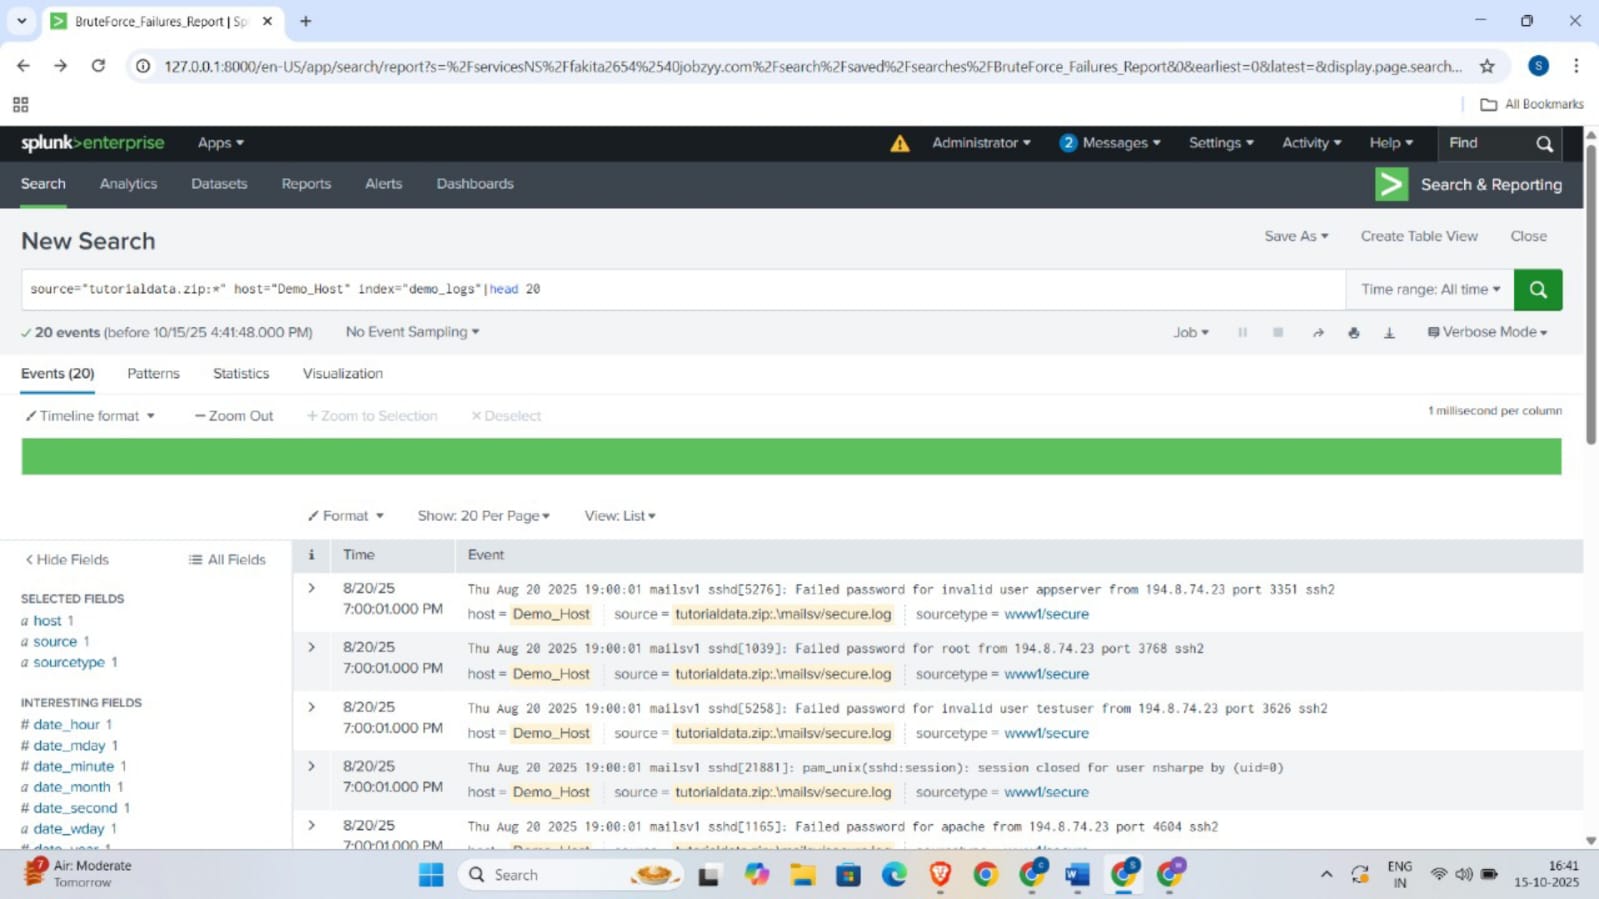 BruteForce_Failures_Report | Sp
127.0.0.1:8000/en-US/app/search/report?s=%2FservicesNS%2Ffakita2654%2540jobzyy.com%2Fsearch%2Fsaved%2Fsearches%2FBruteForce_Failures_Report&0&earliest=0&latest=&display.page.search...
S
All Bookmarks
splunk>enterprise Apps Administrator 2 Messages Settings Activity Help Find
Search Analytics Datasets Reports Alerts Dashboards Search & Reporting
New Search Save As Create Table View Close
source="tutorialdata.zip:*" host="Demo_Host" index="demo_logs"|head 20 Time range: All time
20 events (before 10/15/25 4:41:48.000 PM) No Event Sampling Job Verbose Mode
Events (20) Patterns Statistics Visualization
Timeline format — Zoom Out + Zoom to Selection × Deselect 1 millisecond per column
Format Show: 20 Per Page View: List
< Hide Fields All Fields
SELECTED FIELDS
a host 1
a source 1
a sourcetype 1
INTERESTING FIELDS
# date_hour 1
# date_mday 1
# date_minute 1
a date_month 1
# date_second 1
a date_wday 1
# date_year 1
i Time Event
8/20/25 Thu Aug 20 2025 19:00:01 mailsv1 sshd[5276]: Failed password for invalid user appserver from 194.8.74.23 port 3351 ssh2
7:00:01.000 PM host = Demo_Host source = tutorialdata.zip:.\mailsv/secure.log sourcetype = www1/secure
8/20/25 Thu Aug 20 2025 19:00:01 mailsv1 sshd[1039]: Failed password for root from 194.8.74.23 port 3768 ssh2
7:00:01.000 PM host = Demo_Host source = tutorialdata.zip:.\mailsv/secure.log sourcetype = www1/secure
8/20/25 Thu Aug 20 2025 19:00:01 mailsv1 sshd[5258]: Failed password for invalid user testuser from 194.8.74.23 port 3626 ssh2
7:00:01.000 PM host = Demo_Host source = tutorialdata.zip:.\mailsv/secure.log sourcetype = www1/secure
8/20/25 Thu Aug 20 2025 19:00:01 mailsv1 sshd[21881]: pam_unix(sshd:session): session closed for user nsharpe by (uid=0)
7:00:01.000 PM host = Demo_Host source = tutorialdata.zip:.\mailsv/secure.log sourcetype = www1/secure
8/20/25 Thu Aug 20 2025 19:00:01 mailsv1 sshd[1165]: Failed password for apache from 194.8.74.23 port 4604 ssh2
7:00:01.000 PM
7 Air: Moderate
Tomorrow
Search
ENG
IN
16:41
15-10-2025